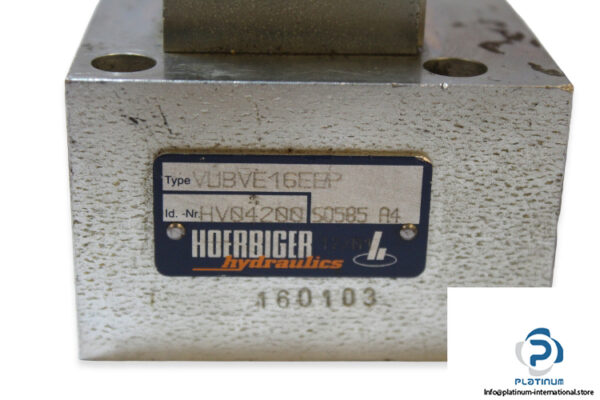 Type VUBVE16EBP
Id. -Nr. HV04200 S0585 A4
HOERBIGER
hydraulics
160103
PLATINUM
Info@platinum-international.store